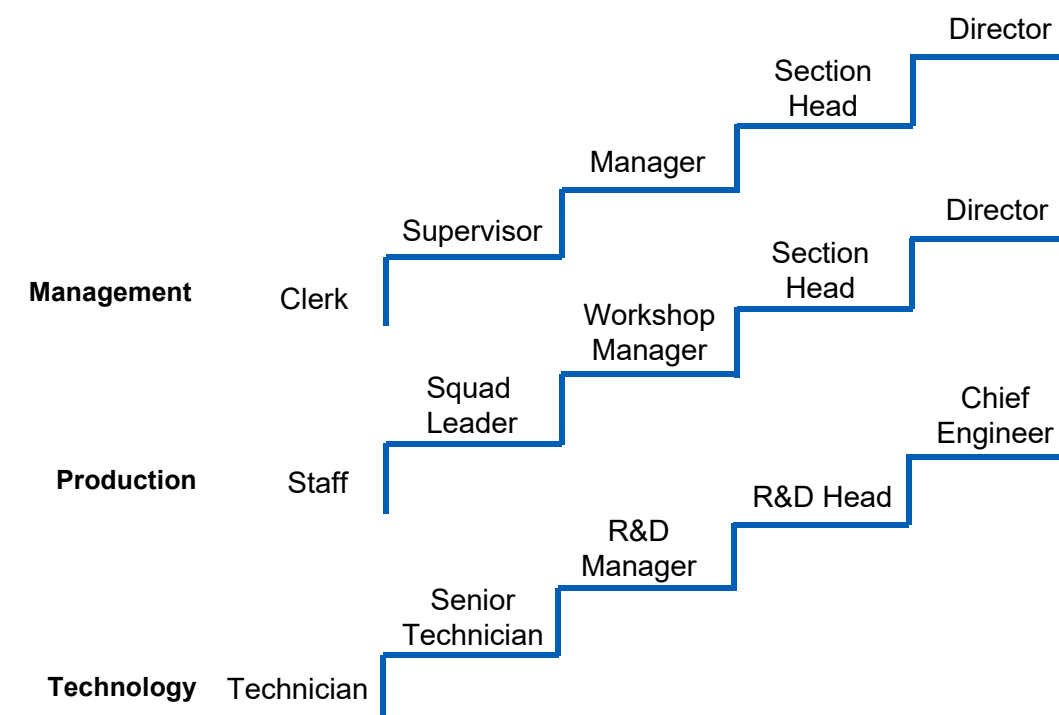 Director
Section
Head
Manager
Supervisor
Management
Clerk
Director
Section
Head
Workshop
Manager
Squad
Leader
Production
Staff
Chief
Engineer
R&D Head
R&D
Manager
Senior
Technician
Technology
Technician